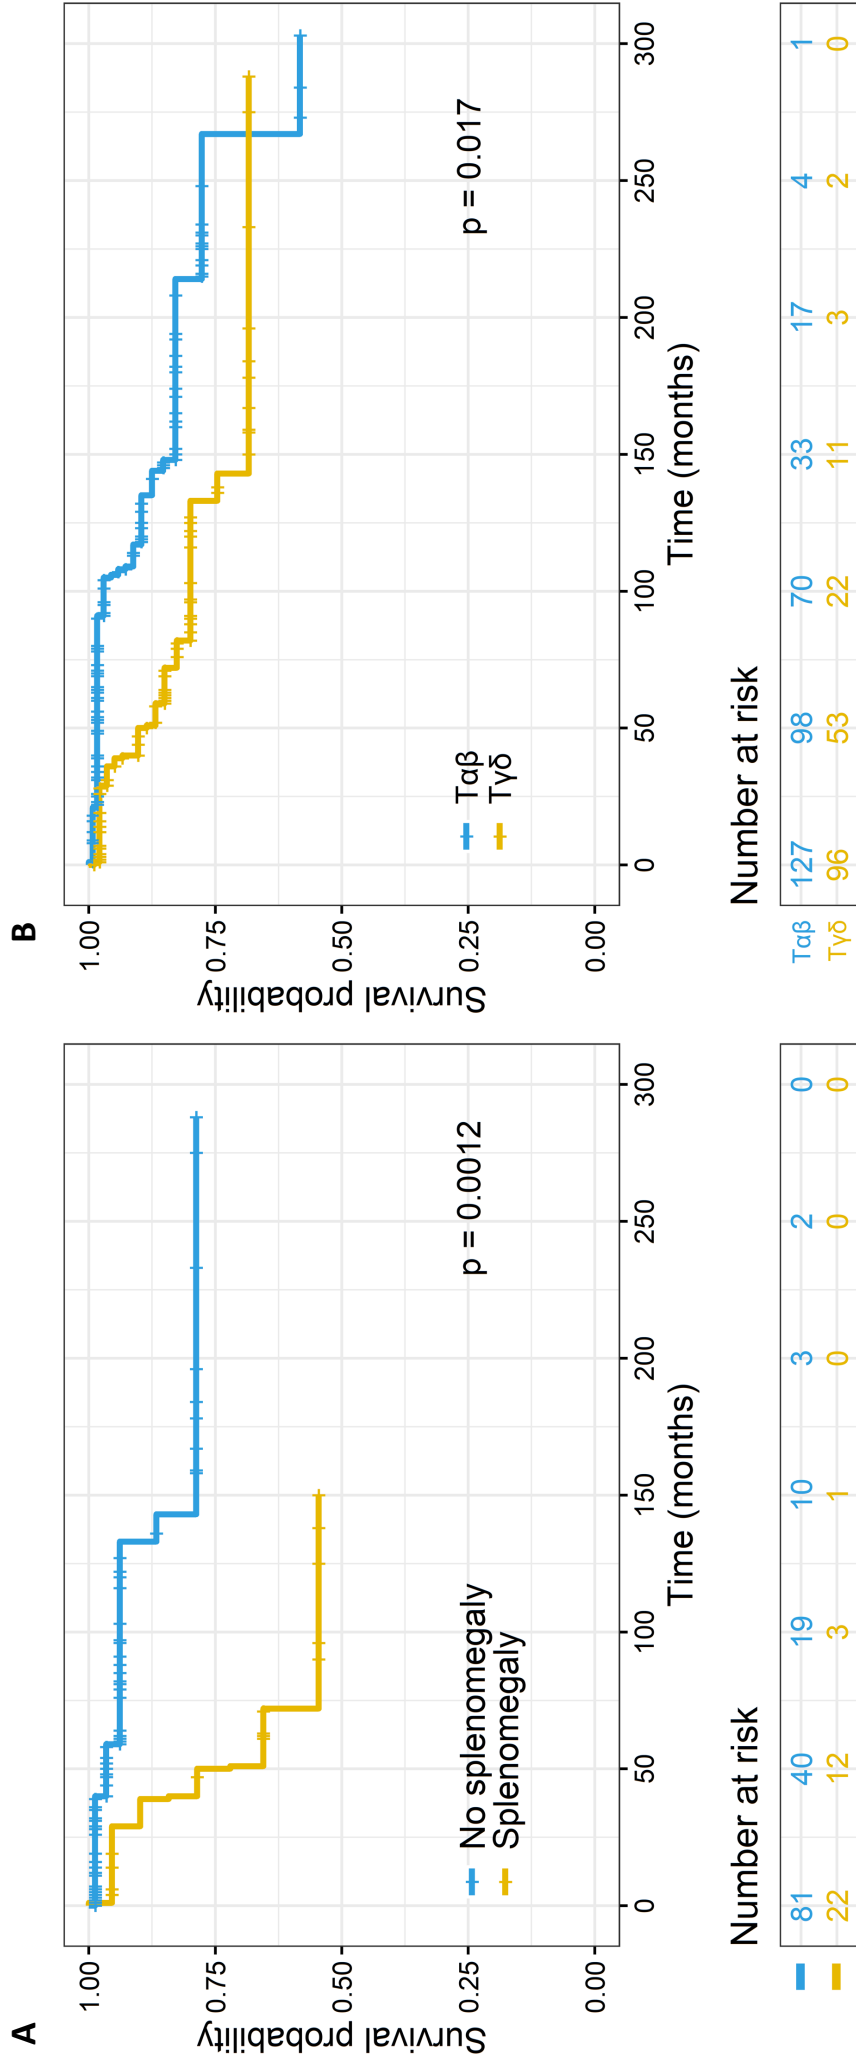 A
Survival probability
1.00
0.75
0.50
0.25
0.00
No splenomegaly
Splenomegaly
p = 0.0012
0 50 100 150 200 250 300
Time (months)
Number at risk
81 40 19 10 3 2 0
22 12 3 1 0 0 0
B
Survival probability
1.00
0.75
0.50
0.25
0.00
Tαβ
Tγδ
p = 0.017
0 50 100 150 200 250 300
Time (months)
Number at risk
Tαβ 127 98 70 33 17 4 1
Tγδ 96 53 22 11 3 2 0